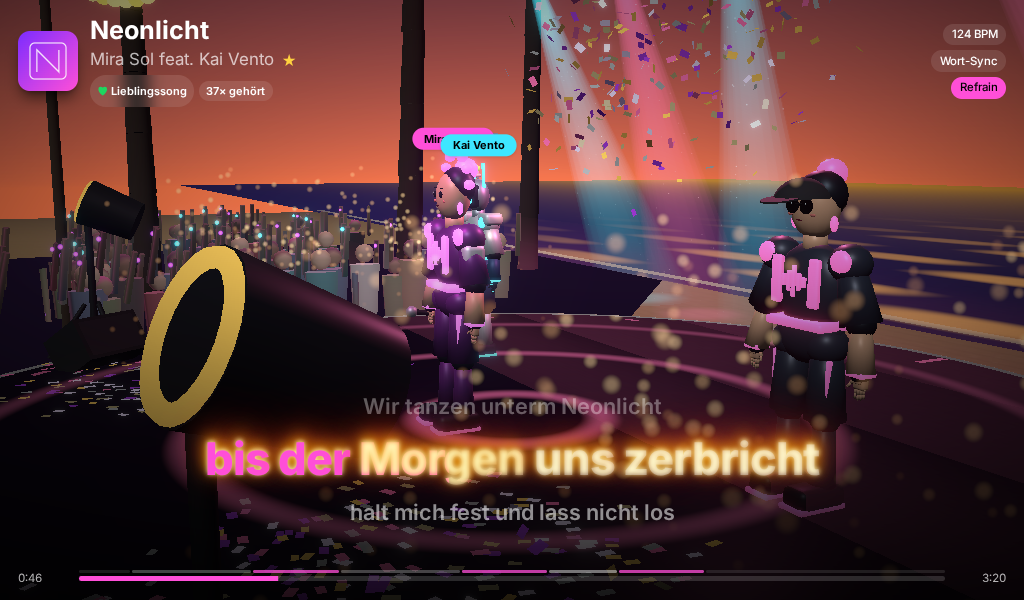 Neonlicht
Mira Sol feat. Kai Vento ★
Lieblingssong
37× gehört
124 BPM
Wort-Sync
Refrain
Kai Vento
Wir tanzen unterm Neonlicht
bis der Morgen uns zerbricht
halt mich fest und lass nicht los
0:46
3:20